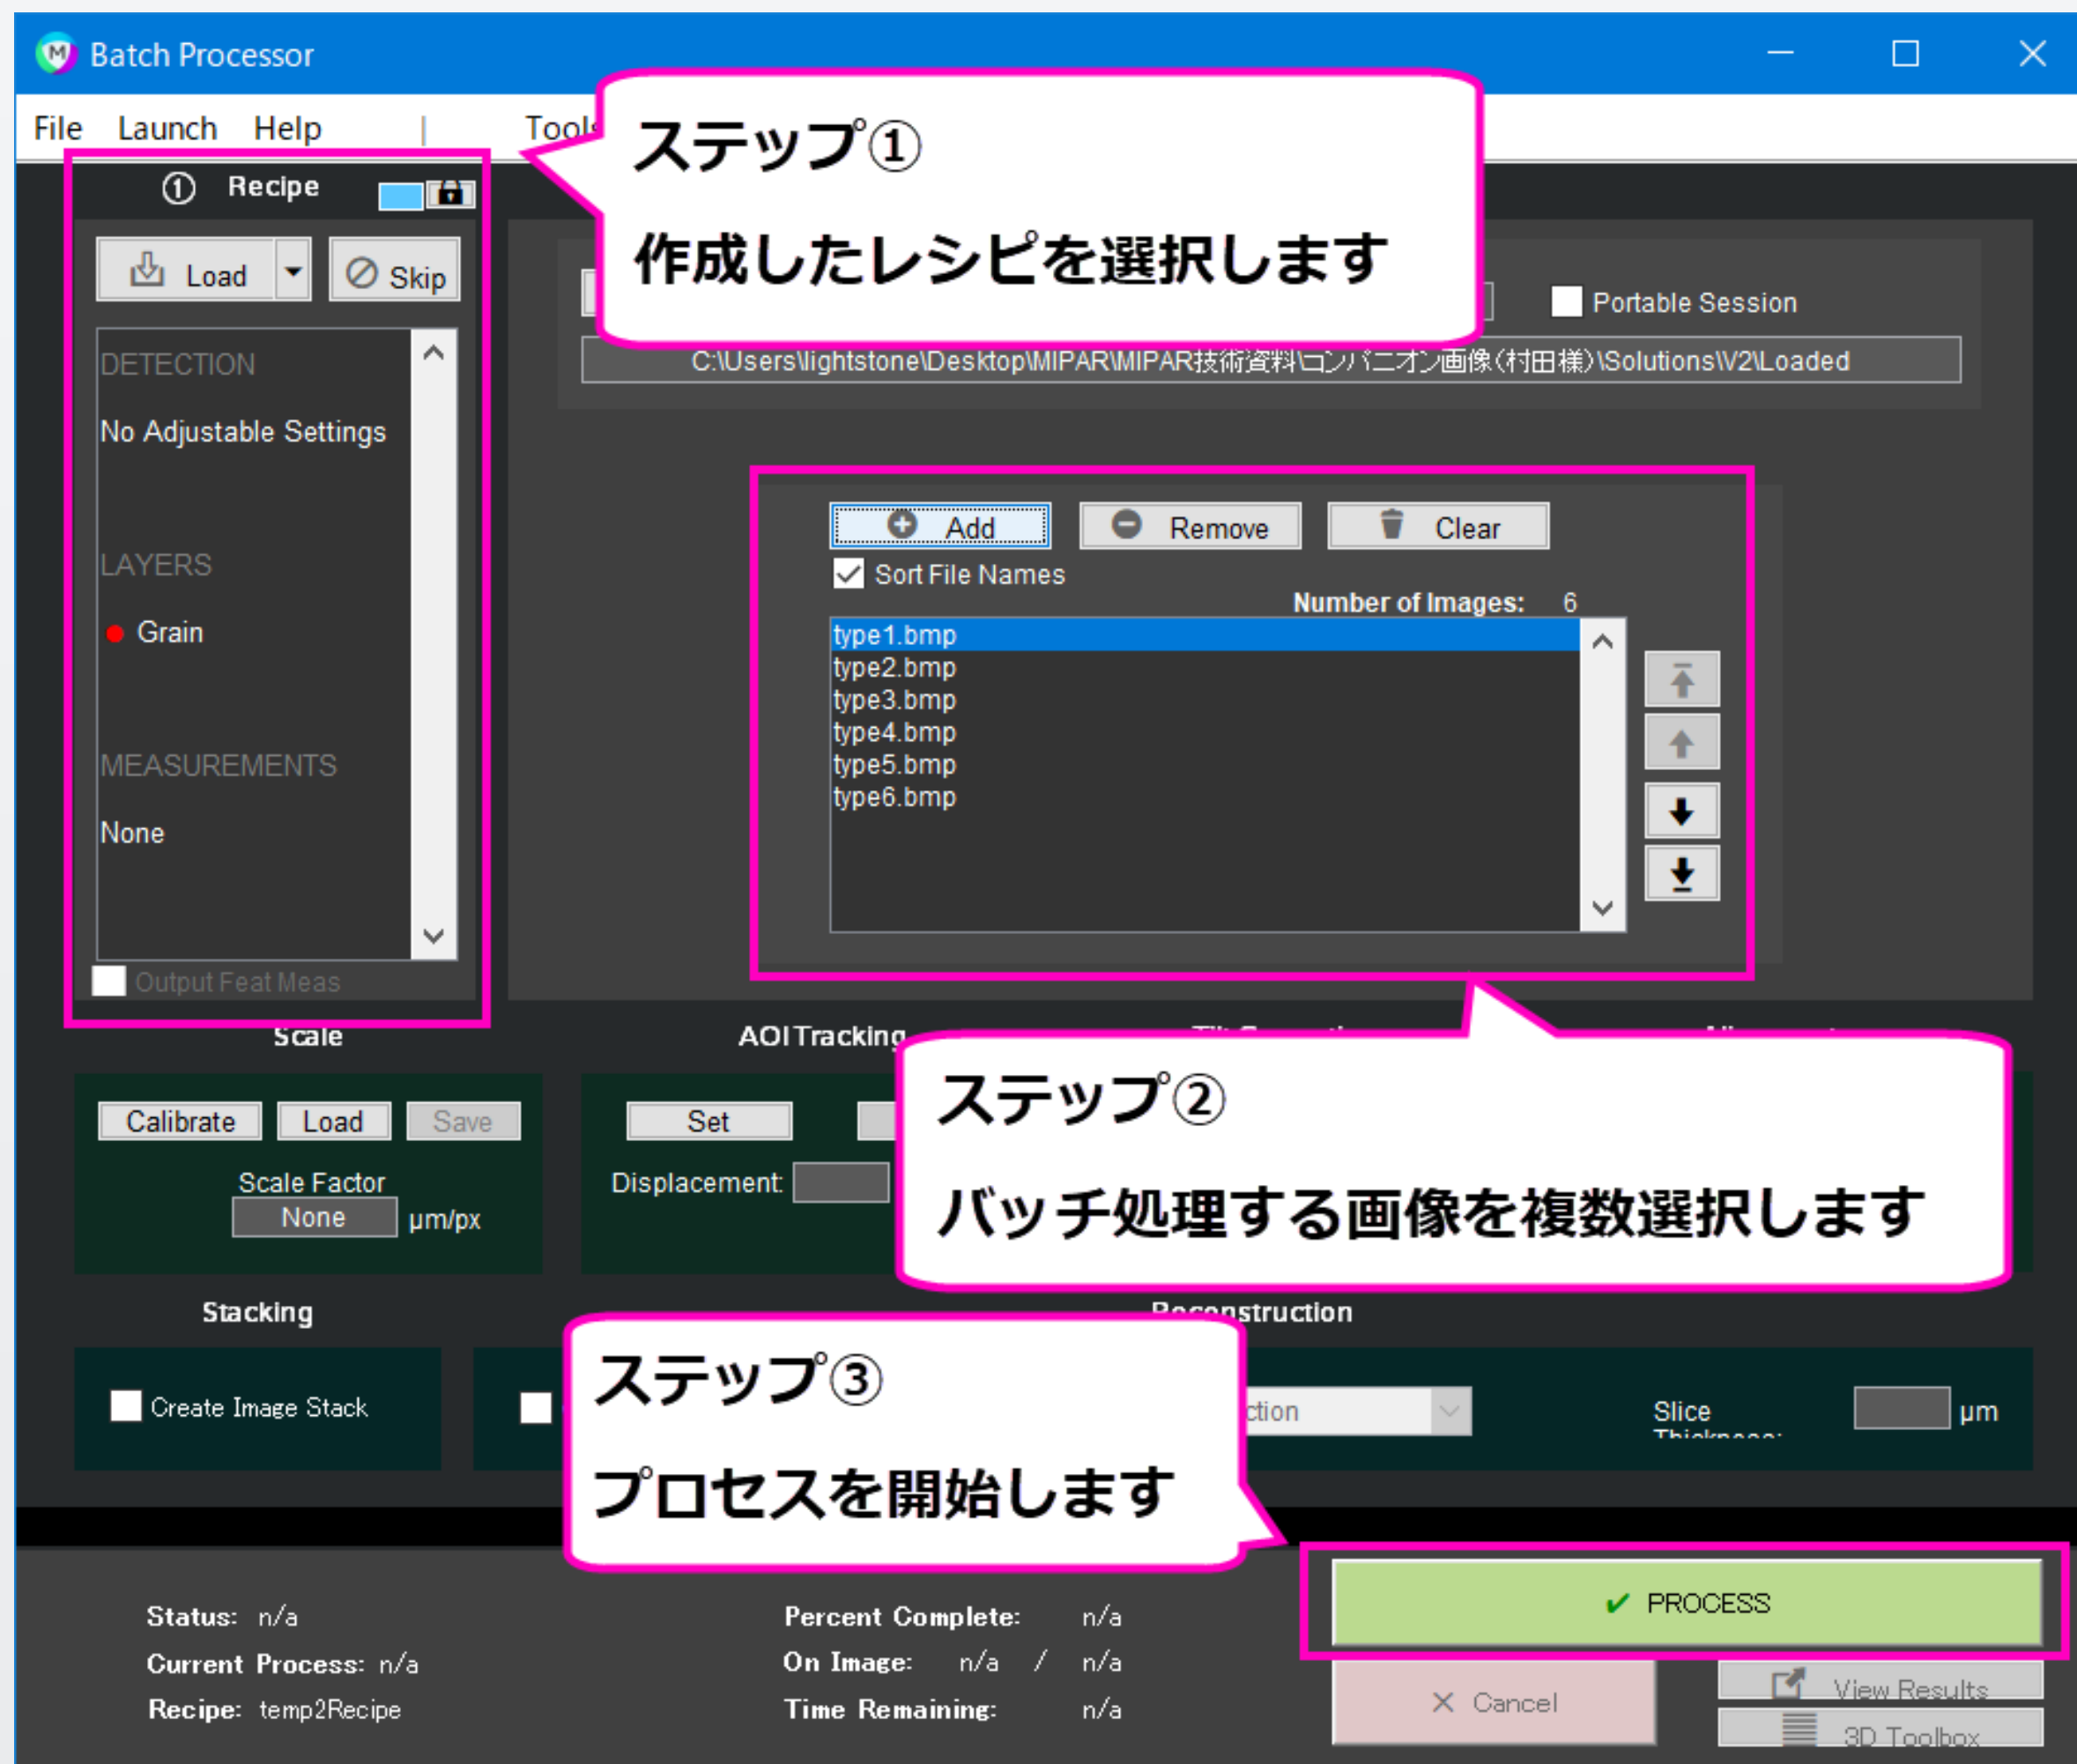 Batch Processor
File Launch Help | Tools
ステップ①
作成したレシピを選択します
① Recipe
Load
Skip
Portable Session
C:\Users\lightstone\Desktop\MIPAR\MIPAR技術資料\コンパニオン画像(村田様)\Solutions\V2\Loaded
DETECTION
No Adjustable Settings
LAYERS
Grain
MEASUREMENTS
None
Output Feat Meas
Add
Remove
Clear
Sort File Names
Number of Images: 6
type1.bmp
type2.bmp
type3.bmp
type4.bmp
type5.bmp
type6.bmp
Scale
AOI Tracking
Calibrate
Load
Save
Scale Factor
None μm/px
Set
Displacement:
ステップ②
バッチ処理する画像を複数選択します
Stacking
Reconstruction
Create Image Stack
Slice
Thickness:
μm
ステップ③
プロセスを開始します
PROCESS
Status: n/a
Current Process: n/a
Recipe: temp2Recipe
Percent Complete: n/a
On Image: n/a / n/a
Time Remaining: n/a
Cancel
View Results
3D Toolbox